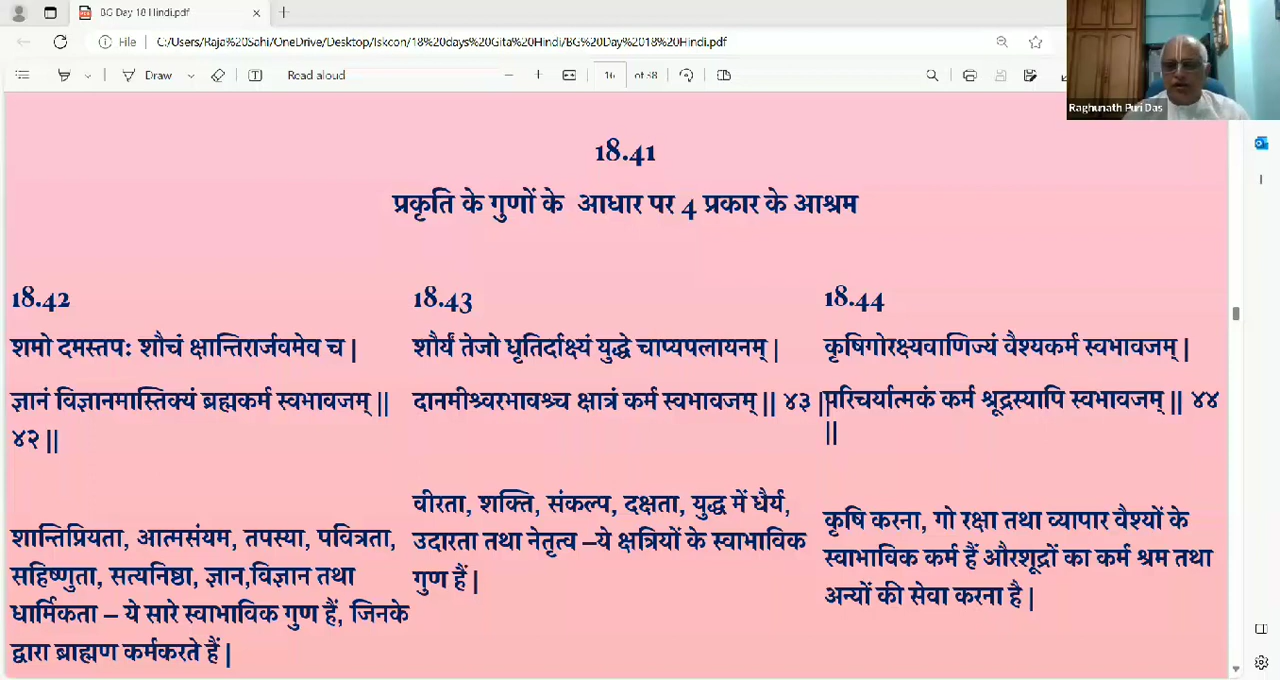 BG Day 18 Hindi.pdf
File C:/Users/Raja%20Sahi/OneDrive/Desktop/Iskcon/18%20days%20Gita%20Hindi/BG%20Day%2018%20Hindi.pdf
Draw Read aloud 16 of 38
Raghunath Puri Das
18.41
प्रकृति के गुणों के आधार पर 4 प्रकार के आश्रम
18.42
शमो दमस्तपः शौचं क्षान्तिरार्जवमेव च |
ज्ञानं विज्ञानमास्तिक्यं ब्रह्मकर्म स्वभावजम् ||
४२ ||
शान्तिप्रियता, आत्मसंयम, तपस्या, पवित्रता,
सहिष्णुता, सत्यनिष्ठा, ज्ञान,विज्ञान तथा
धार्मिकता – ये सारे स्वाभाविक गुण हैं, जिनके
द्वारा ब्राह्मण कर्मकरते हैं |
18.43
शौर्यं तेजो धृतिर्दाक्ष्यं युद्धे चाप्यपलायनम् |
दानमीश्र्वरभावश्र्च क्षात्रं कर्म स्वभावजम् || ४३ ||
वीरता, शक्ति, संकल्प, दक्षता, युद्ध में धैर्य,
उदारता तथा नेतृत्व –ये क्षत्रियों के स्वाभाविक
गुण हैं |
18.44
कृषिगोरक्ष्यवाणिज्यं वैश्यकर्म स्वभावजम् |
परिचर्यात्मकं कर्म श्रूद्रस्यापि स्वभावजम् || ४४
||
कृषि करना, गो रक्षा तथा व्यापार वैश्यों के
स्वाभाविक कर्म हैं औरशूद्रों का कर्म श्रम तथा
अन्यों की सेवा करना है |